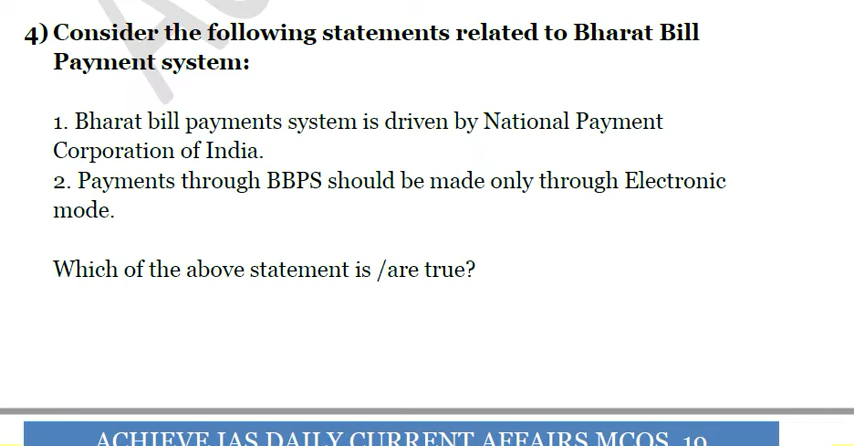 4) Consider the following statements related to Bharat Bill
Payment system:
1. Bharat bill payments system is driven by National Payment
Corporation of India.
2. Payments through BBPS should be made only through Electronic
mode.
Which of the above statement is /are true?
ACHIEVE IAS DAILY CURRENT AFFAIRS MCQS 19